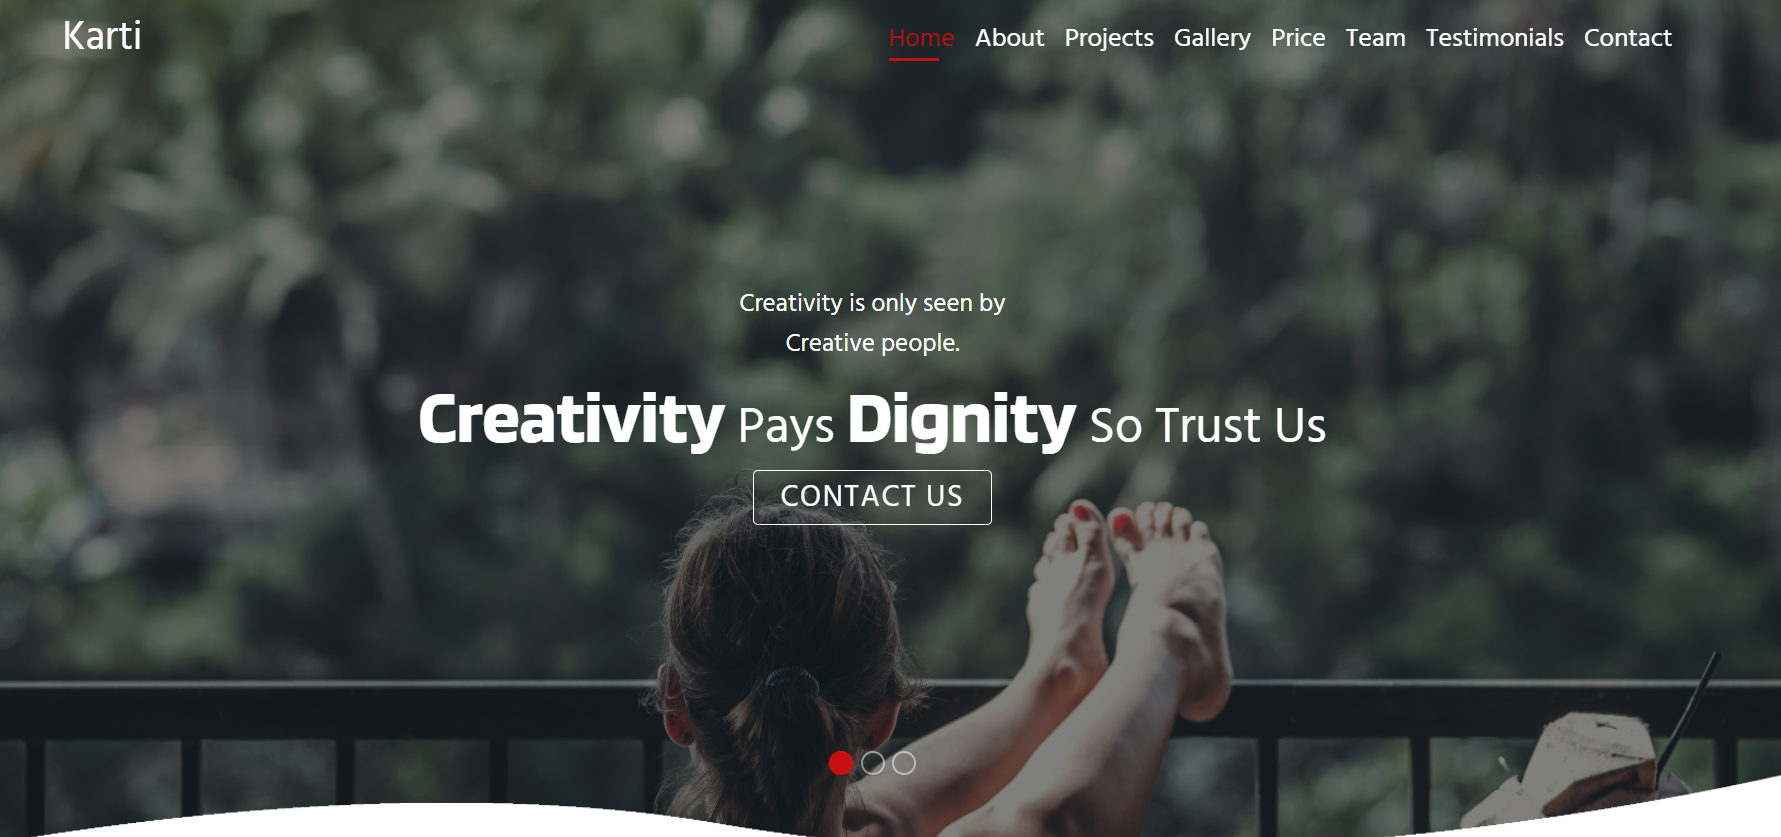 Karti
Home About Projects Gallery Price Team Testimonials Contact
Creativity is only seen by
Creative people.
Creativity Pays Dignity So Trust Us
CONTACT US